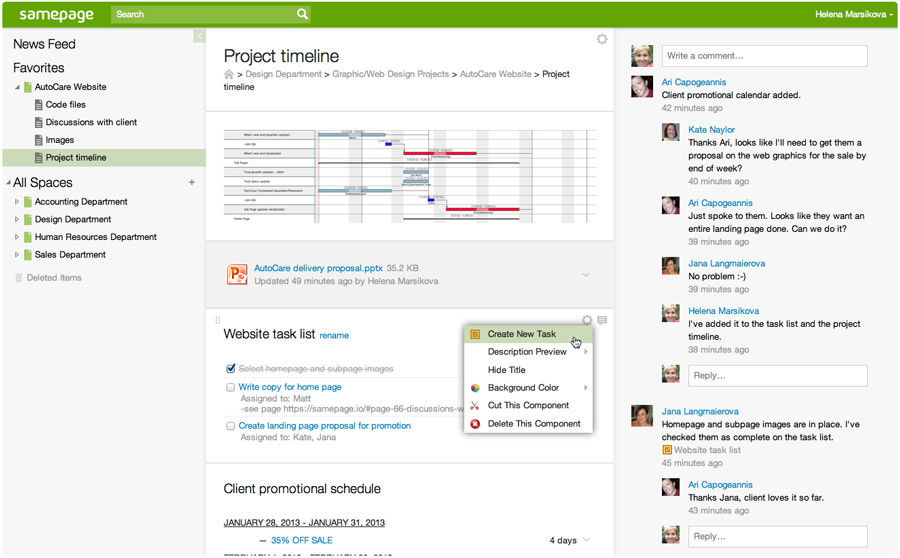 samepage
Search
Helena Marsikova
News Feed
Favorites
AutoCare Website
Code files
Discussions with client
Images
Project timeline
All Spaces
+
Accounting Department
Design Department
Human Resources Department
Sales Department
Deleted Items
Project timeline
> Design Department > Graphic/Web Design Projects > AutoCare Website > Project
timeline
Sub Pages
Home Page
AutoCare delivery proposal.pptx 35.2 KB
Updated 49 minutes ago by Helena Marsikova
Website task list rename
Select homepage and subpage images
Write copy for home page
Assigned to: Matt
-see page https://samepage.io/#page-66-discussions-w
Create landing page proposal for promotion
Assigned to: Kate, Jana
Create New Task
Description Preview
Hide Title
Background Color
Cut This Component
Delete This Component
Client promotional schedule
JANUARY 28, 2013 - JANUARY 31, 2013
— 35% OFF SALE 4 days
Write a comment...
Ari Capogeannis
Client promotional calendar added.
42 minutes ago
Kate Naylor
Thanks Ari, looks like I'll need to get them a
proposal on the web graphics for the sale by
end of week?
40 minutes ago
Ari Capogeannis
Just spoke to them. Looks like they want an
entire landing page done. Can we do it?
39 minutes ago
Jana Langmaierova
No problem :-)
39 minutes ago
Helena Marsikova
I've added it to the task list and the project
timeline.
38 minutes ago
Reply...
Jana Langmaierova
Homepage and subpage images are in place. I've
checked them as complete on the task list.
Website task list
45 minutes ago
Ari Capogeannis
Thanks Jana, client loves it so far.
43 minutes ago
Reply...